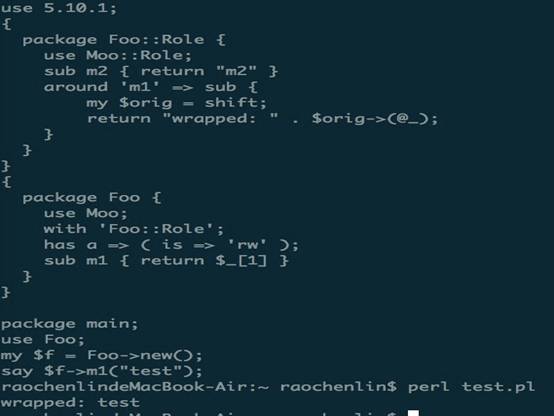 use 5.10.1;
{
  package Foo::Role {
    use Moo::Role;
    sub m2 { return "m2" }
    around 'm1' => sub {
        my $orig = shift;
        return "wrapped: " . $orig->(@_);
    }
  }
}
{
  package Foo {
    use Moo;
    with 'Foo::Role';
    has a => ( is => 'rw' );
    sub m1 { return $_[1] }
  }
}

package main;
use Foo;
my $f = Foo->new();
say $f->m1("test");
raochenlindeMacBook-Air:~ raochenlin$ perl test.pl
wrapped: test